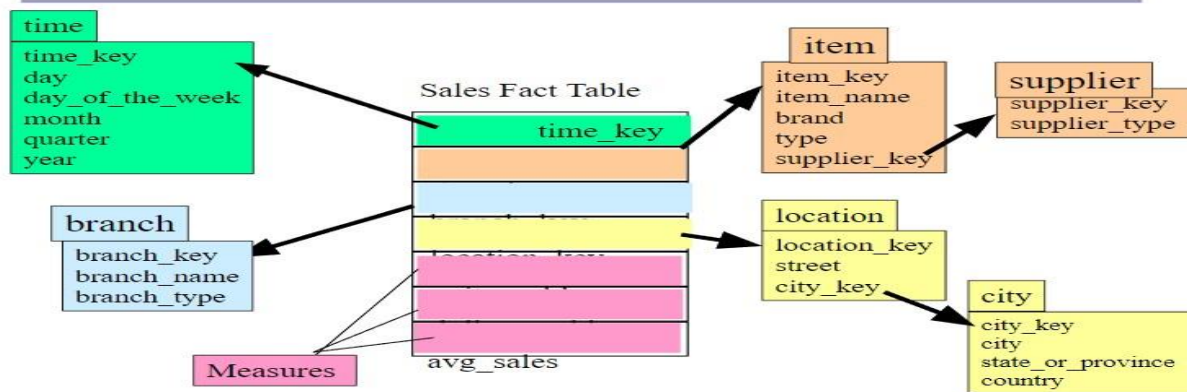 time
time_key
day
day_of_the_week
month
quarter
year
Sales Fact Table
time_key
item
item_key
item_name
brand
type
supplier_key
supplier
supplier_key
supplier_type
branch
branch_key
branch_name
branch_type
location_key
location
location_key
street
city_key
city
city_key
city
state_or_province
country
Measures
avg_sales